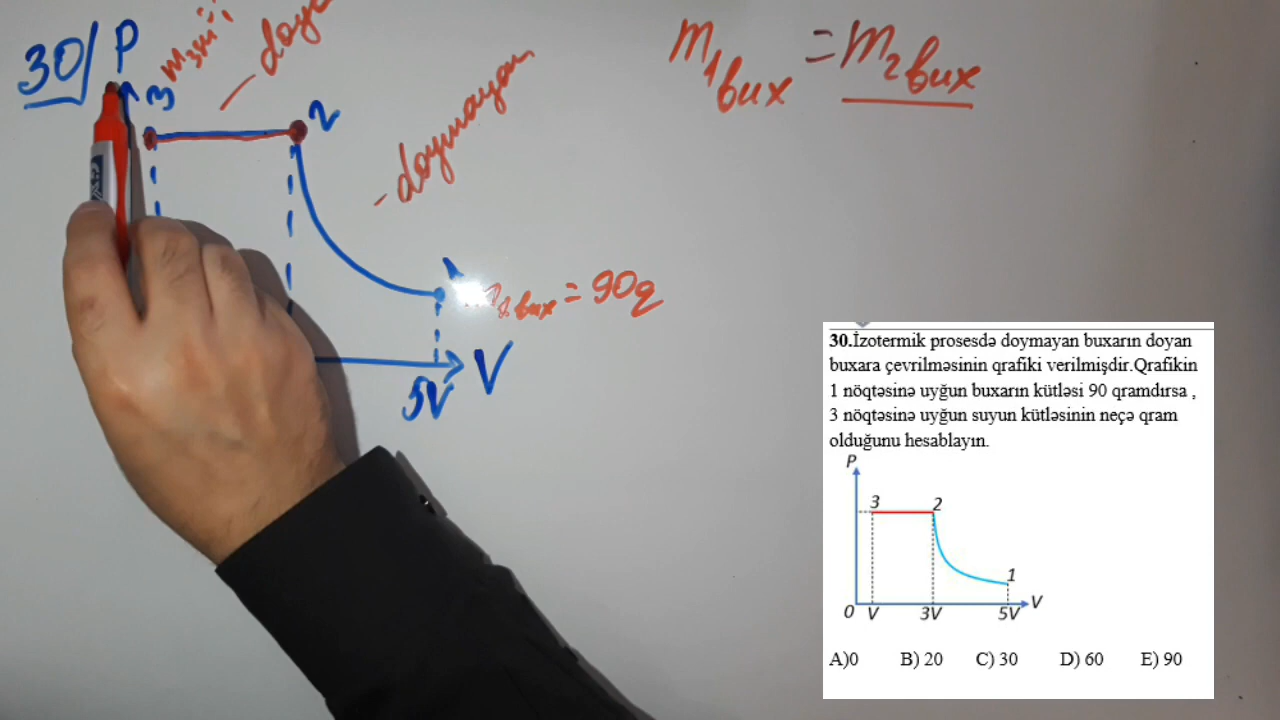 30/
P
3
2
- doymayan
1
bux = 90q
5V
V
m₁bux = m₂bux
30.İzotermik prosesdə doymayan buxarın doyan
buxara çevrilməsinin qrafiki verilmişdir.Qrafikin
1 nöqtəsinə uyğun buxarın kütləsi 90 qramdırsa ,
3 nöqtəsinə uyğun suyun kütləsinin neçə qram
olduğunu hesablayın.
P
3
2
1
0
V
3V
5V
V
A)0 B) 20 C) 30 D) 60 E) 90